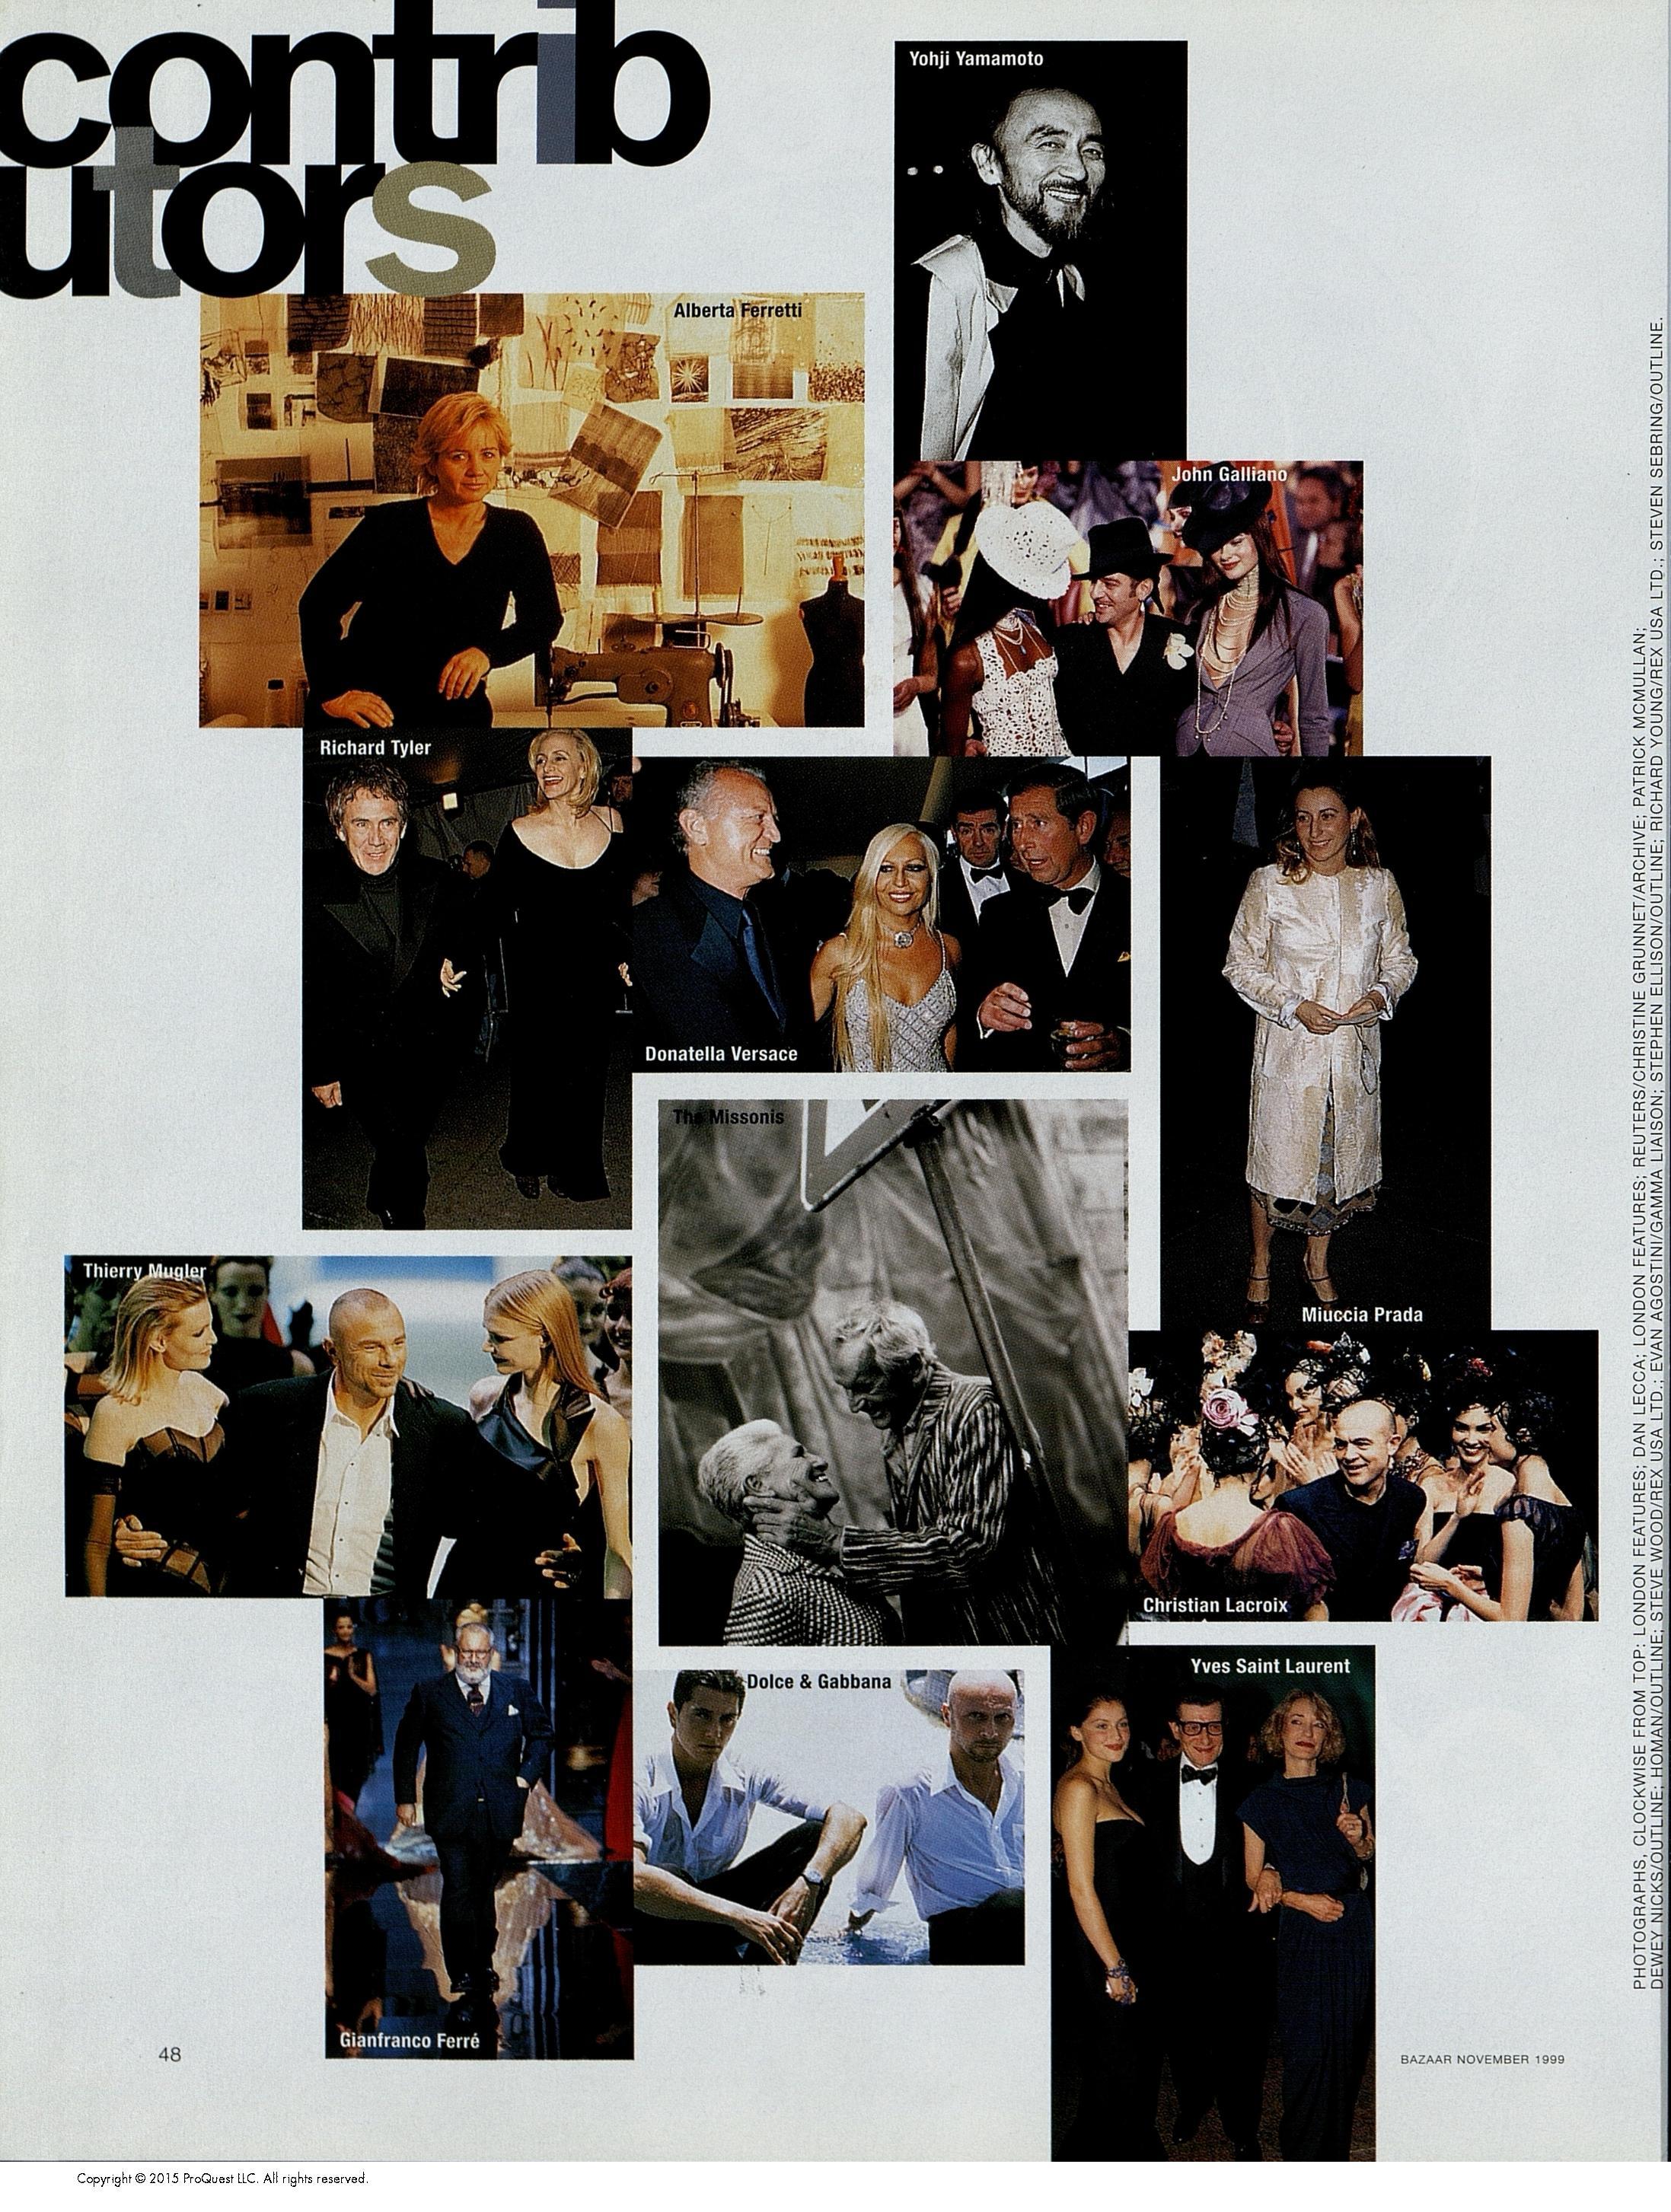 contrib
utors
Yohji Yamamoto
Alberta Ferretti
John Galliano
Richard Tyler
Donatella Versace
The Missonis
Miuccia Prada
Thierry Mugler
Christian Lacroix
Dolce & Gabbana
Yves Saint Laurent
Gianfranco Ferré
PHOTOGRAPHS, CLOCKWISE FROM TOP: LONDON FEATURES; DAN LECCA; LONDON FEATURES; REUTERS/CHRISTINE GRUNNET/ARCHIVE; PATRICK MCMULLAN;
DEWEY NICKS/OUTLINE; HOMAN/OUTLINE; STEVE WOOD/REX USA LTD.; EVAN AGOSTINI/GAMMA LIAISON; STEPHEN ELLISON/OUTLINE; RICHARD YOUNG/REX USA LTD.; STEVEN SEBRING/OUTLINE.
48
BAZAAR NOVEMBER 1999
Copyright © 2015 ProQuest LLC. All rights reserved.